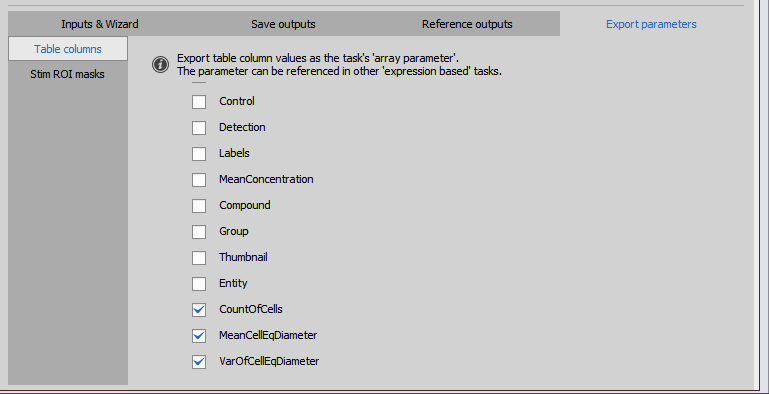 Inputs & Wizard
Save outputs
Reference outputs
Export parameters
Table columns
Stim ROI masks
Export table column values as the task's 'array parameter'.
The parameter can be referenced in other 'expression based' tasks.
Control
Detection
Labels
MeanConcentration
Compound
Group
Thumbnail
Entity
CountOfCells
MeanCellEqDiameter
VarOfCellEqDiameter